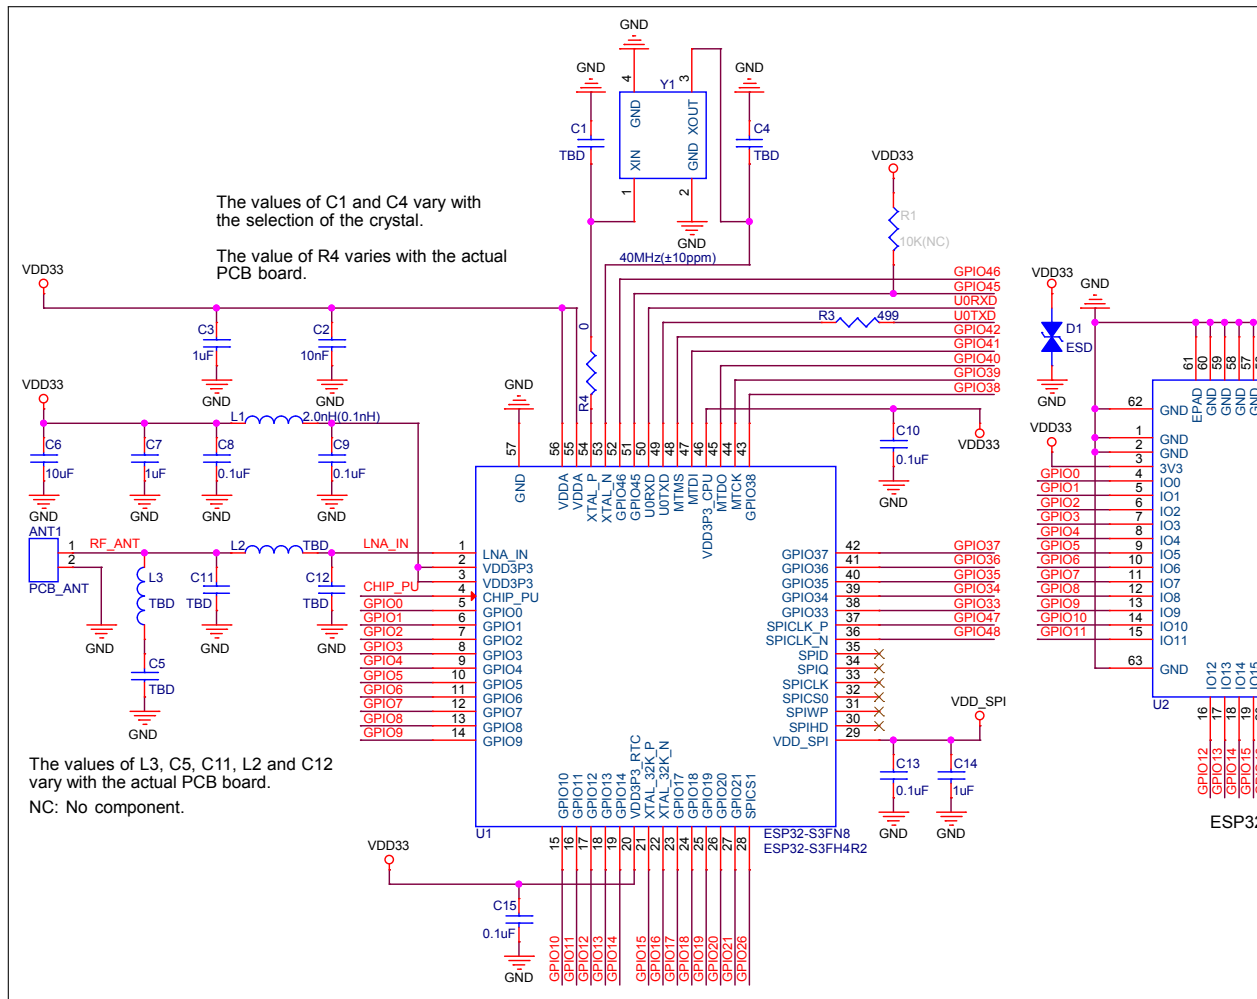 GND
GND
4
3
Y1
GND
GND
XOUT
XIN
GND
1
2
GND
C1
TBD
C4
TBD
GND
VDD33
R1
10K(NC)
The values of C1 and C4 vary with
the selection of the crystal.
The value of R4 varies with the actual
PCB board.
40MHz(±10ppm)
GPIO46
GPIO45
U0RXD
U0TXD
GPIO42
GPIO41
GPIO40
GPIO39
GPIO38
R3
499
VDD33
C3
1uF
GND
C2
10nF
GND
0
R4
VDD33
L1
2.0nH(0.1nH)
C6
10uF
GND
C7
1uF
GND
C8
0.1uF
GND
C9
0.1uF
GND
GND
57
56
55
54
53
52
51
50
49
48
47
46
45
44
43
GND
VDDA
VDDA
XTAL_P
XTAL_N
GPIO46
GPIO45
U0RXD
U0TXD
MTMS
MTDI
VDD3P3_CPU
MTDO
MTCK
GPIO38
C10
0.1uF
GND
VDD33
ANT1
1
2
PCB_ANT
RF_ANT
GND
L3
TBD
C5
TBD
GND
C11
TBD
GND
L2
TBD
C12
TBD
GND
LNA_IN
CHIP_PU
GPIO0
GPIO1
GPIO2
GPIO3
GPIO4
GPIO5
GPIO6
GPIO7
GPIO8
GPIO9
1
2
3
4
5
6
7
8
9
10
11
12
13
14
LNA_IN
VDD3P3
VDD3P3
CHIP_PU
GPIO0
GPIO1
GPIO2
GPIO3
GPIO4
GPIO5
GPIO6
GPIO7
GPIO8
GPIO9
GPIO37
GPIO36
GPIO35
GPIO34
GPIO33
SPICLK_P
SPICLK_N
SPID
SPIQ
SPICLK
SPICS0
SPIWP
SPIHD
VDD_SPI
42
41
40
39
38
37
36
35
34
33
32
31
30
29
GPIO37
GPIO36
GPIO35
GPIO34
GPIO33
GPIO47
GPIO48
VDD_SPI
C13
0.1uF
GND
C14
1uF
GND
The values of L3, C5, C11, L2 and C12
vary with the actual PCB board.
NC: No component.
GPIO10
GPIO11
GPIO12
GPIO13
GPIO14
VDD3P3_RTC
XTAL_32K_P
XTAL_32K_N
GPIO17
GPIO18
GPIO19
GPIO20
GPIO21
SPICS1
U1
ESP32-S3FN8
ESP32-S3FH4R2
15
16
17
18
19
20
21
22
23
24
25
26
27
28
VDD33
C15
0.1uF
GND
GPIO10
GPIO11
GPIO12
GPIO13
GPIO14
GPIO15
GPIO16
GPIO17
GPIO18
GPIO19
GPIO20
GPIO21
GPIO26
VDD33
D1
ESD
GND
GND
61
60
59
58
57
EPAD
GND
GND
GND
GND
VDD33
62
1
2
3
4
5
6
7
8
9
10
11
12
13
14
15
63
GND
GND
GND
3V3
IO0
IO1
IO2
IO3
IO4
IO5
IO6
IO7
IO8
IO9
IO10
IO11
GND
GPIO0
GPIO1
GPIO2
GPIO3
GPIO4
GPIO5
GPIO6
GPIO7
GPIO8
GPIO9
GPIO10
GPIO11
IO12
IO13
IO14
IO15
U2
16
17
18
19
GPIO12
GPIO13
GPIO14
GPIO15
ESP32